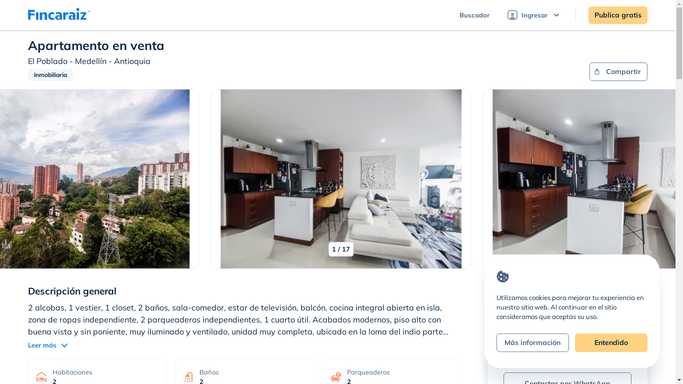 Fincaraiz
Buscador
Ingresar
Publica gratis
Apartamento en venta
El Poblado - Medellín - Antioquia
Inmobiliaria
Compartir
1 / 17
Descripción general
2 alcobas, 1 vestier, 1 closet, 2 baños, sala-comedor, estar de televisión, balcón, cocina integral abierta en isla,
zona de ropas independiente, 2 parqueaderos independientes, 1 cuarto útil. Acabados modernos, piso alto con
buena vista y sin poniente, muy iluminado y ventilado, unidad muy completa, ubicado en la loma del indio parte...
Leer más
Habitaciones
2
Baños
2
Parqueaderos
2
Utilizamos cookies para mejorar tu experiencia en
nuestro sitio web. Al continuar en el sitio
consideramos que aceptas su uso.
Más información
Entendido
Contactar por WhatsApp